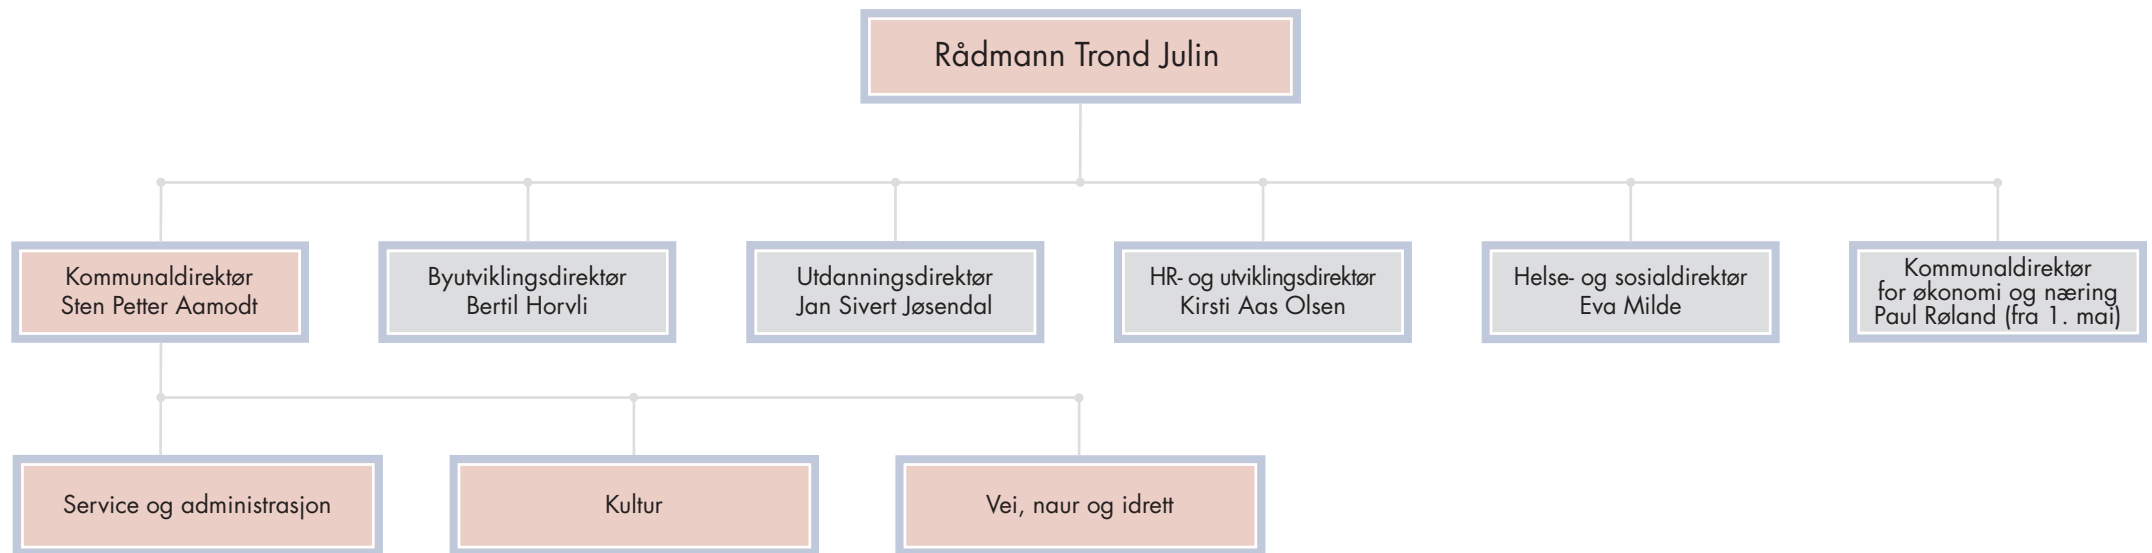 Rådmann Trond Julin
Kommunaldirektør
Sten Petter Aamodt
Byutviklingsdirektør
Bertil Horvli
Utdanningsdirektør
Jan Sivert Jøsendal
HR- og utviklingsdirektør
Kirsti Aas Olsen
Helse- og sosialdirektør
Eva Milde
Kommunaldirektør
for økonomi og næring
Paul Røland (fra 1. mai)
Service og administrasjon
Kultur
Vei, naur og idrett